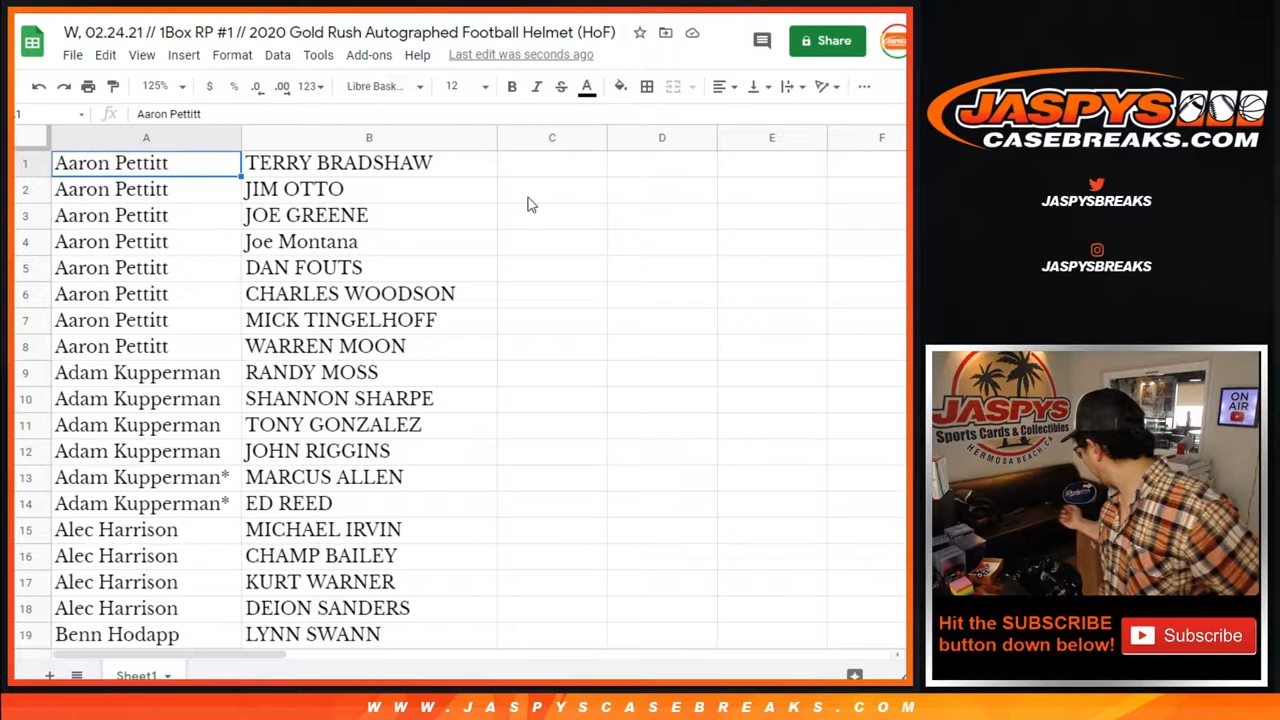 W, 02.24.21 // 1Box RP #1 // 2020 Gold Rush Autographed Football Helmet (HoF)
File Edit View Insert Format Data Tools Add-ons Help Last edit was seconds ago
Share
125% $ % .0 .00 123 Libre Bask... 12 B I S A
1 fx Aaron Pettitt
A B C D E F
1 Aaron Pettitt TERRY BRADSHAW
2 Aaron Pettitt JIM OTTO
3 Aaron Pettitt JOE GREENE
4 Aaron Pettitt Joe Montana
5 Aaron Pettitt DAN FOUTS
6 Aaron Pettitt CHARLES WOODSON
7 Aaron Pettitt MICK TINGELHOFF
8 Aaron Pettitt WARREN MOON
9 Adam Kupperman RANDY MOSS
10 Adam Kupperman SHANNON SHARPE
11 Adam Kupperman TONY GONZALEZ
12 Adam Kupperman JOHN RIGGINS
13 Adam Kupperman* MARCUS ALLEN
14 Adam Kupperman* ED REED
15 Alec Harrison MICHAEL IRVIN
16 Alec Harrison CHAMP BAILEY
17 Alec Harrison KURT WARNER
18 Alec Harrison DEION SANDERS
19 Benn Hodapp LYNN SWANN
Sheet1
JASPYS
CASEBREAKS.COM
JASPYSBREAKS
JASPYSBREAKS
JASPYS
Sports Cards & Collectibles
HERMOSA BEACH, CA
ON
AIR
Hit the SUBSCRIBE
button down below!
Subscribe
WWW.JASPYSCASEBREAKS.COM